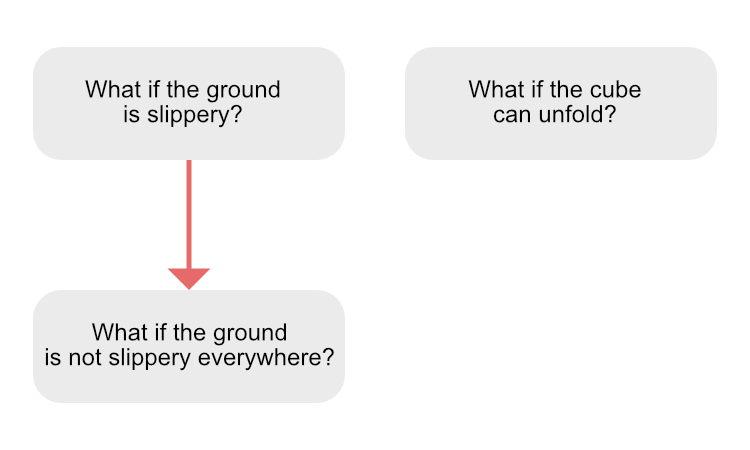 What if the ground
is slippery?
What if the cube
can unfold?
What if the ground
is not slippery everywhere?